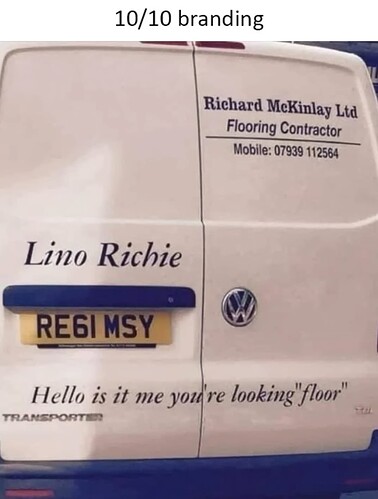 10/10 branding
Richard McKinlay Ltd
Flooring Contractor
Mobile: 07939 112564
Lino Richie
RE61 MSY
Hello is it me you're looking"floor"
TRANSPORTER